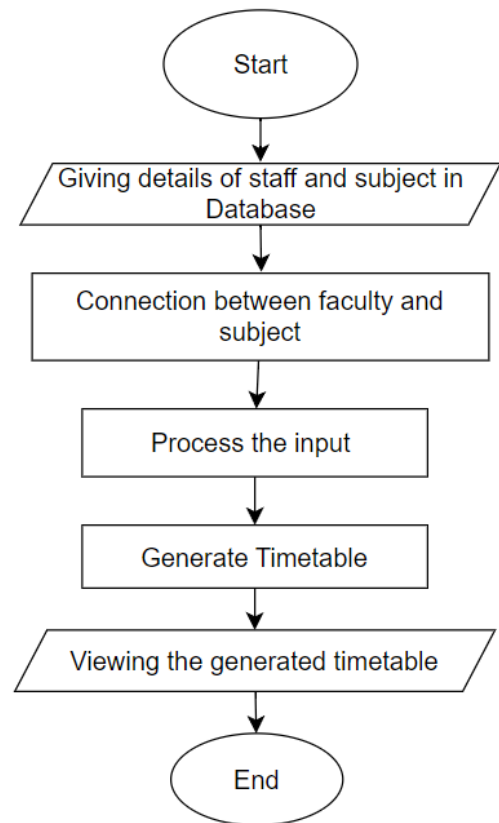 Start
Giving details of staff and subject in
Database
Connection between faculty and
subject
Process the input
Generate Timetable
Viewing the generated timetable
End